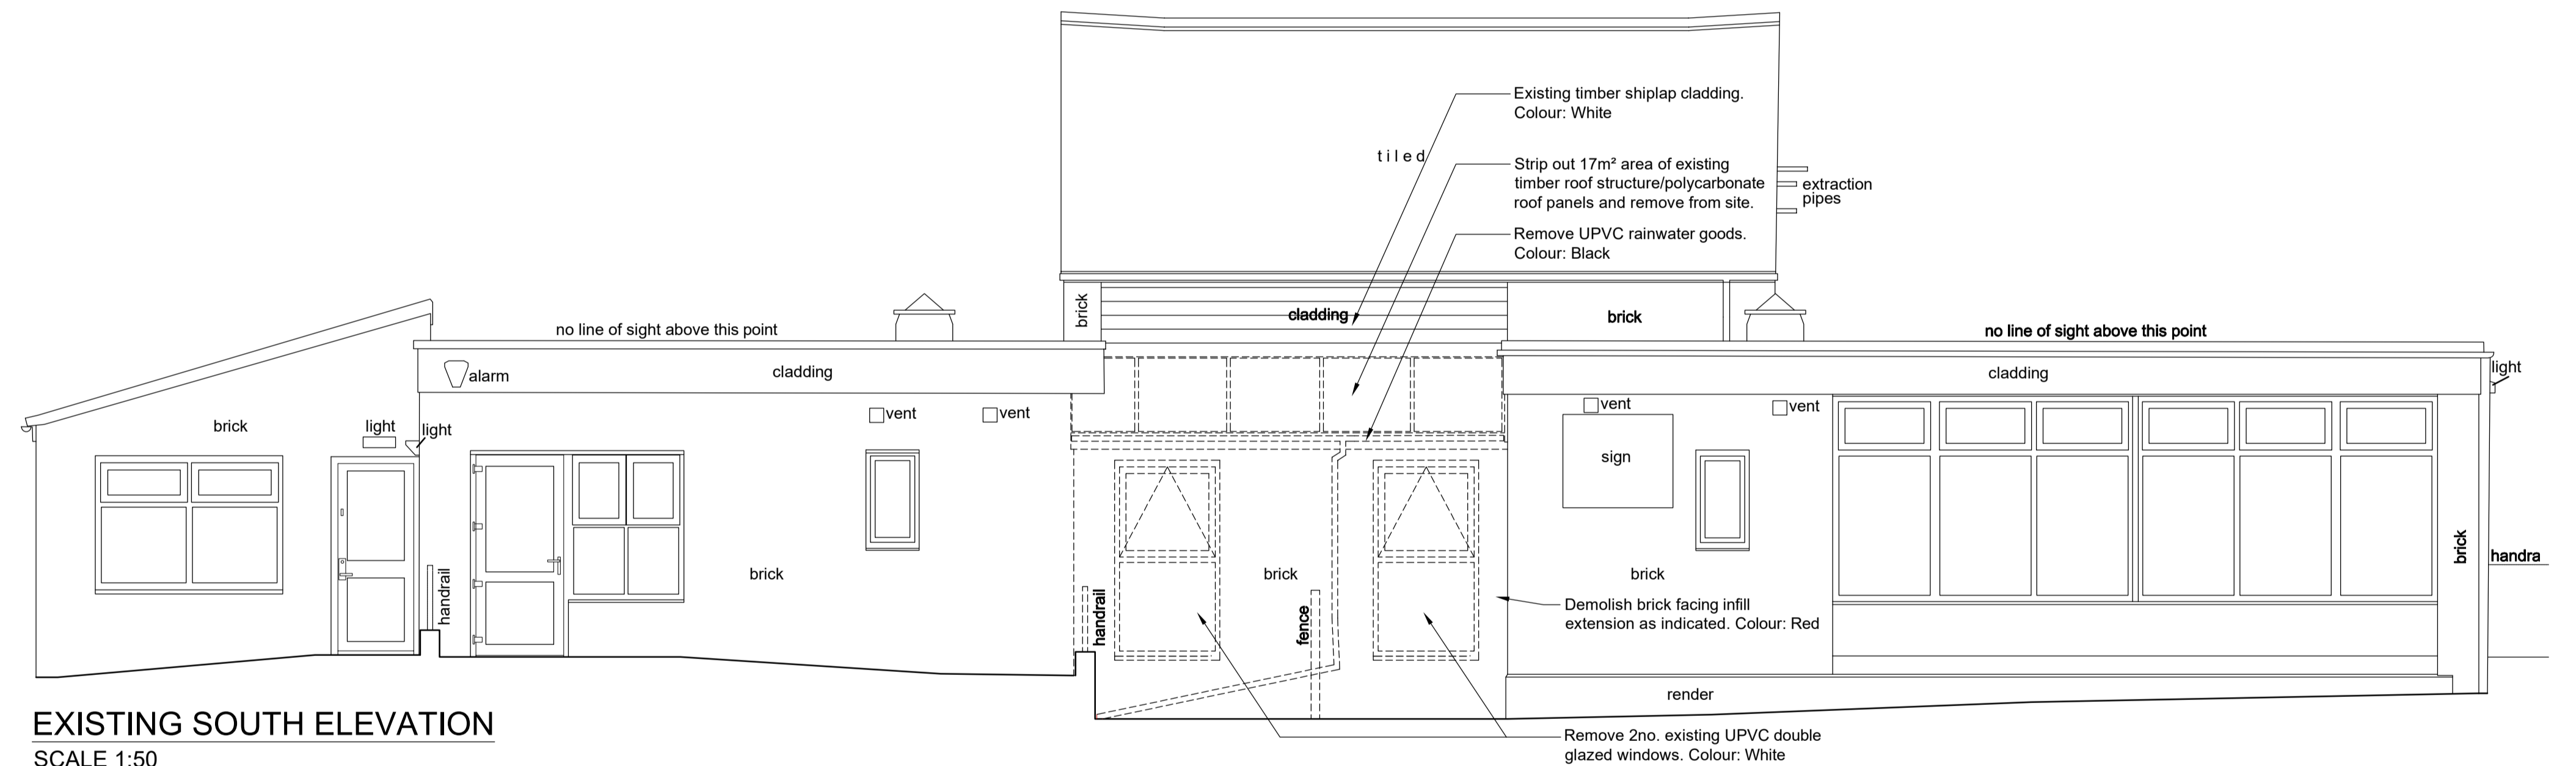 Existing timber shiplap cladding.
Colour: White
tiled
Strip out 17m² area of existing
timber roof structure/polycarbonate
roof panels and remove from site.
extraction
pipes
Remove UPVC rainwater goods.
Colour: Black
brick
cladding
brick
no line of sight above this point
no line of sight above this point
alarm
cladding
cladding
light
vent
vent
vent
vent
brick
light
light
sign
brick
brick
brick
brick
handra
handrail
handrail
fence
Demolish brick facing infill
extension as indicated. Colour: Red
render
EXISTING SOUTH ELEVATION
SCALE 1:50
Remove 2no. existing UPVC double
glazed windows. Colour: White